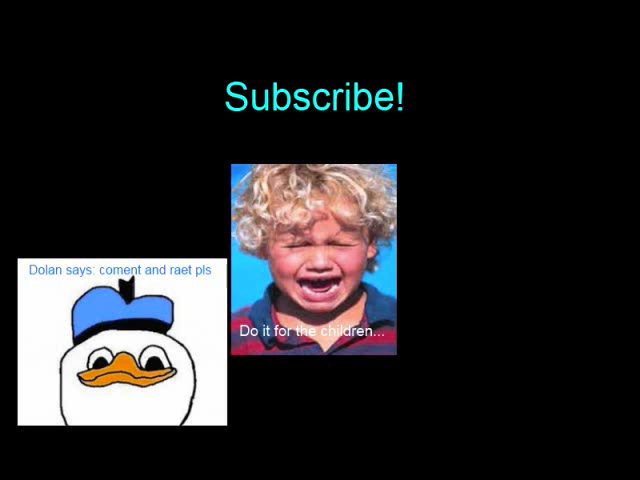 Subscribe!
Dolan says: coment and raet pls
Do it for the children...